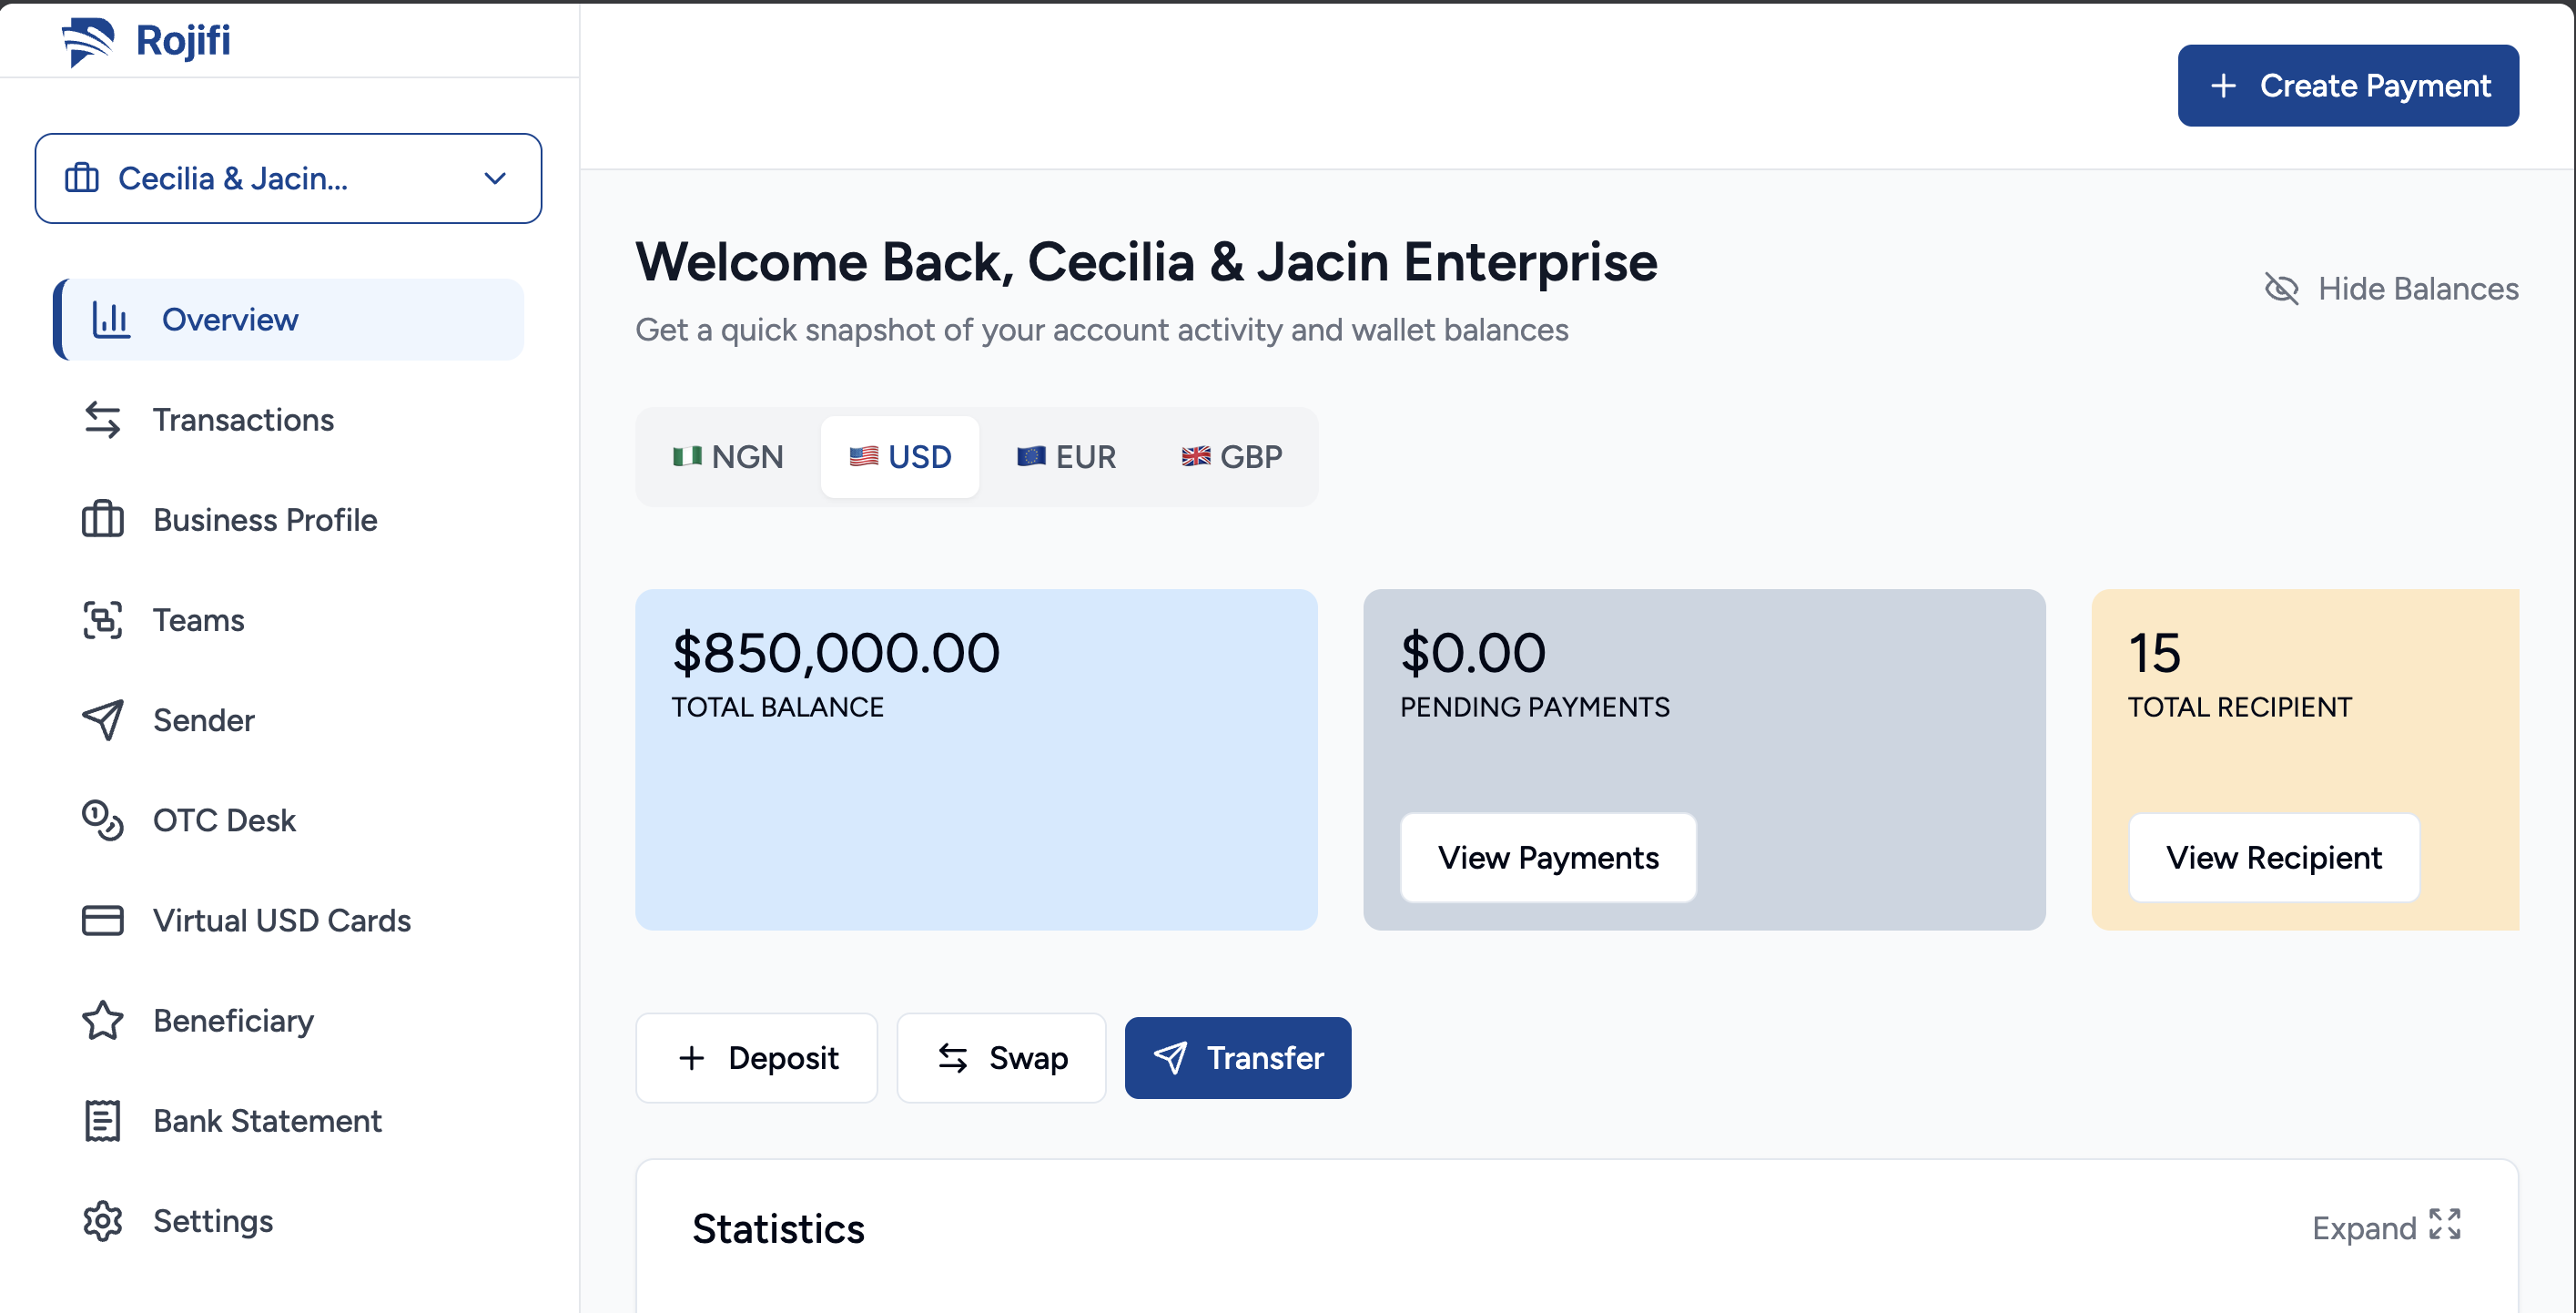 Rojifi
Create Payment
Cecilia & Jacin...
Overview
Transactions
Business Profile
Teams
Sender
OTC Desk
Virtual USD Cards
Beneficiary
Bank Statement
Settings
Welcome Back, Cecilia & Jacin Enterprise
Get a quick snapshot of your account activity and wallet balances
Hide Balances
NGN USD EUR GBP
$850,000.00
TOTAL BALANCE
$0.00
PENDING PAYMENTS
View Payments
15
TOTAL RECIPIENT
View Recipient
Deposit Swap Transfer
Statistics
Expand